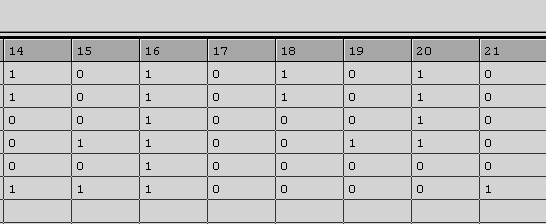 14 15 16 17 18 19 20 21
1 0 1 0 1 0 1 0
1 0 1 0 1 0 1 0
0 0 1 0 0 0 1 0
0 1 1 0 0 1 1 0
0 0 1 0 0 0 0 0
1 1 1 0 0 0 0 1